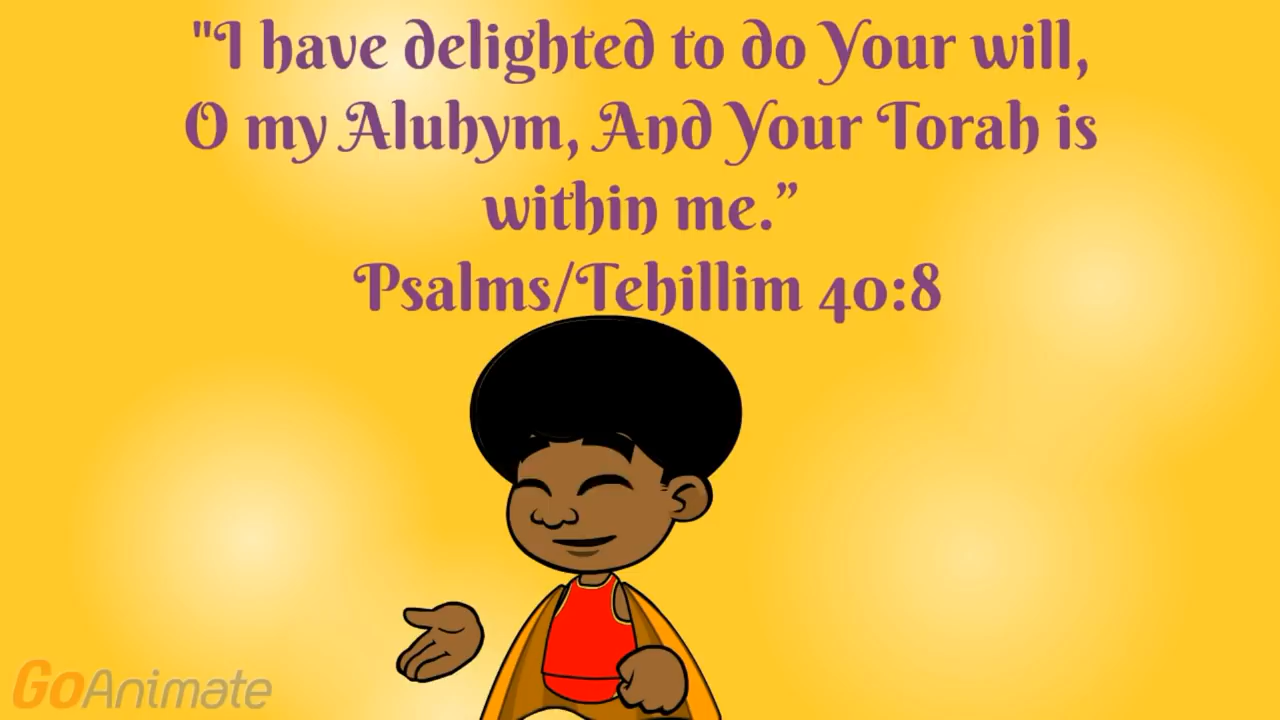 "I have delighted to do Your will,
O my Aluhym, And Your Torah is
within me.”
Psalms/Tehillim 40:8
GoAnimate